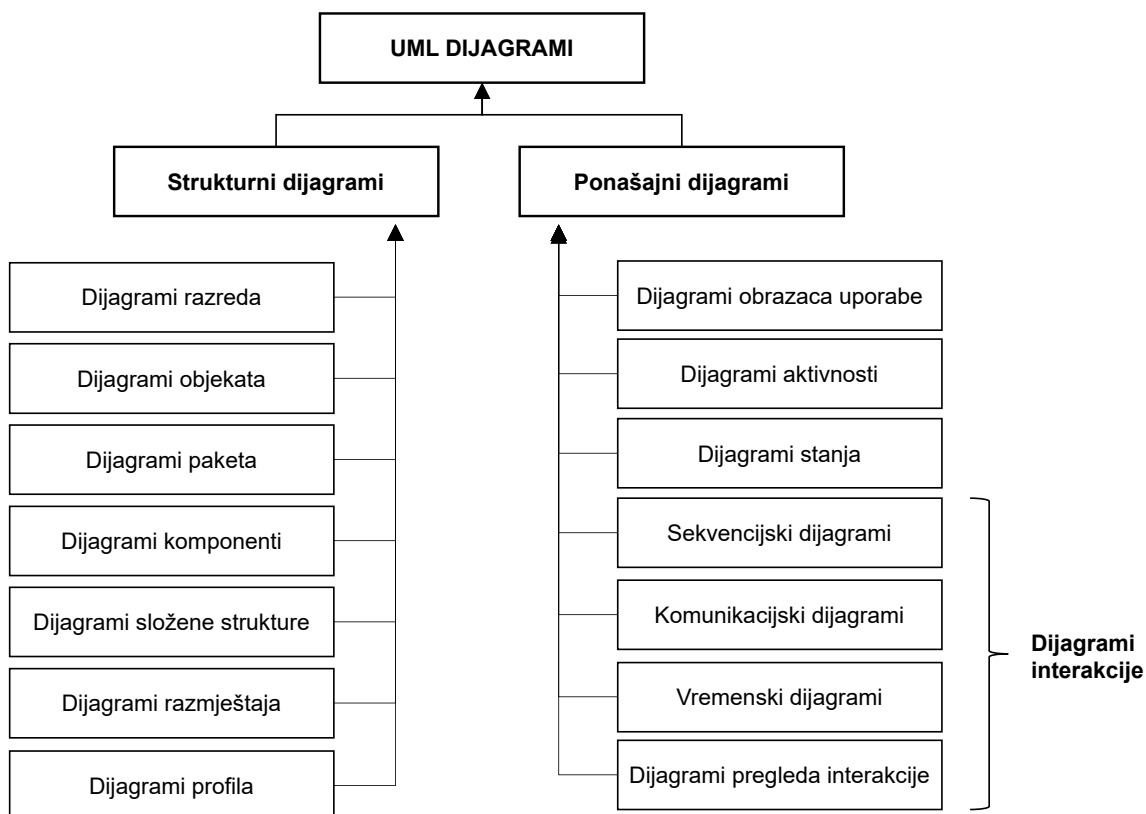 UML DIJAGRAMI
Strukturni dijagrami
Ponašajni dijagrami
Dijagrami razreda
Dijagrami objekata
Dijagrami paketa
Dijagrami komponenti
Dijagrami složene strukture
Dijagrami razmještaja
Dijagrami profila
Dijagrami obrazaca uporabe
Dijagrami aktivnosti
Dijagrami stanja
Sekvencijski dijagrami
Komunikacijski dijagrami
Vremenski dijagrami
Dijagrami pregleda interakcije
Dijagrami
interakcije